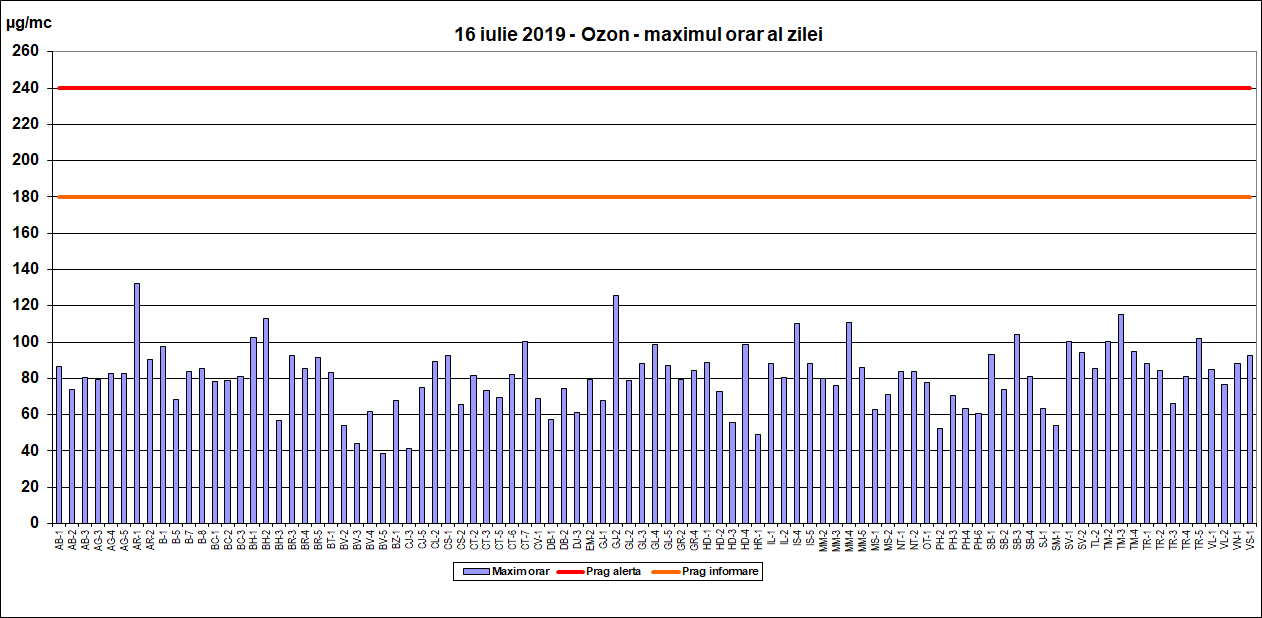 µg/mc
16 iulie 2019 - Ozon - maximul orar al zilei
260
240
220
200
180
160
140
120
100
80
60
40
20
0
AB-1
AB-2
AB-3
AG-3
AG-4
AG-5
AR-1
AR-2
B-1
B-5
B-7
B-8
BC-1
BC-2
BC-3
BH-1
BH-2
BH-3
BR-3
BR-4
BR-5
BT-1
BV-2
BV-3
BV-4
BV-5
BZ-1
CJ-3
CJ-5
CL-2
CS-1
CS-2
CT-2
CT-3
CT-5
CT-6
CT-7
CV-1
DB-1
DB-2
DJ-3
EM-2
GJ-1
GJ-2
GL-2
GL-3
GL-4
GL-5
GR-2
GR-4
HD-1
HD-2
HD-3
HD-4
HR-1
IL-1
IL-2
IS-4
IS-5
MM-2
MM-3
MM-4
MM-5
MS-1
MS-2
NT-1
NT-2
OT-1
PH-2
PH-3
PH-4
PH-6
SB-1
SB-2
SB-3
SB-4
SJ-1
SM-1
SV-1
SV-2
TL-2
TM-2
TM-3
TM-4
TR-1
TR-2
TR-3
TR-4
TR-5
VL-1
VL-2
VN-1
VS-1
Maxim orar Prag alerta Prag informare